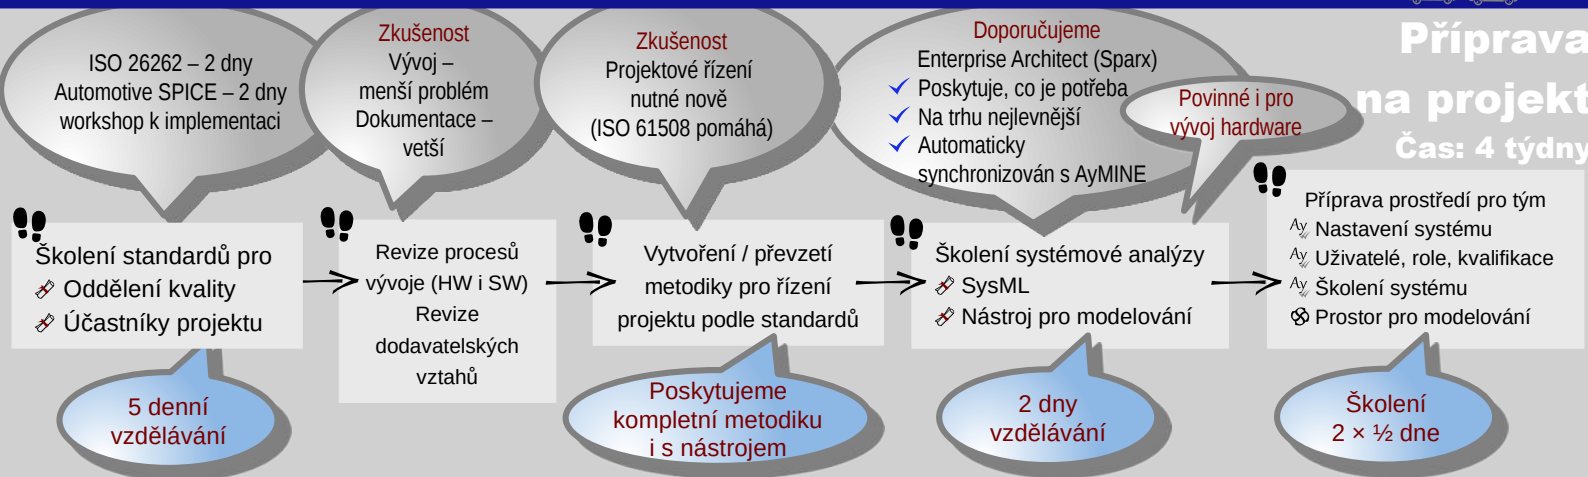 ISO 26262 – 2 dny
Automotive SPICE – 2 dny
workshop k implementaci
Zkušenost
Vývoj –
menší problém
Dokumentace –
vetší
Zkušenost
Projektové řízení
nutné nově
(ISO 61508 pomáhá)
Doporučujeme
Enterprise Architect (Sparx)
Poskytuje, co je potřeba
Na trhu nejlevnější
Automaticky
synchronizován s AyMINE
Povinné i pro
vývoj hardware
Příprava
na projekt
Čas: 4 týdny
Školení standardů pro
Oddělení kvality
Účastníky projektu
Revize procesů
vývoje (HW i SW)
Revize
dodavatelských
vztahů
Vytvoření / převzetí
metodiky pro řízení
projektu podle standardů
Školení systémové analýzy
SysML
Nástroj pro modelování
Příprava prostředí pro tým
Ay Nastavení systému
Ay Uživatelé, role, kvalifikace
Ay Školení systému
Prostor pro modelování
5 denní
vzdělávání
Poskytujeme
kompletní metodiku
i s nástrojem
2 dny
vzdělávání
Školení
2 × ½ dne